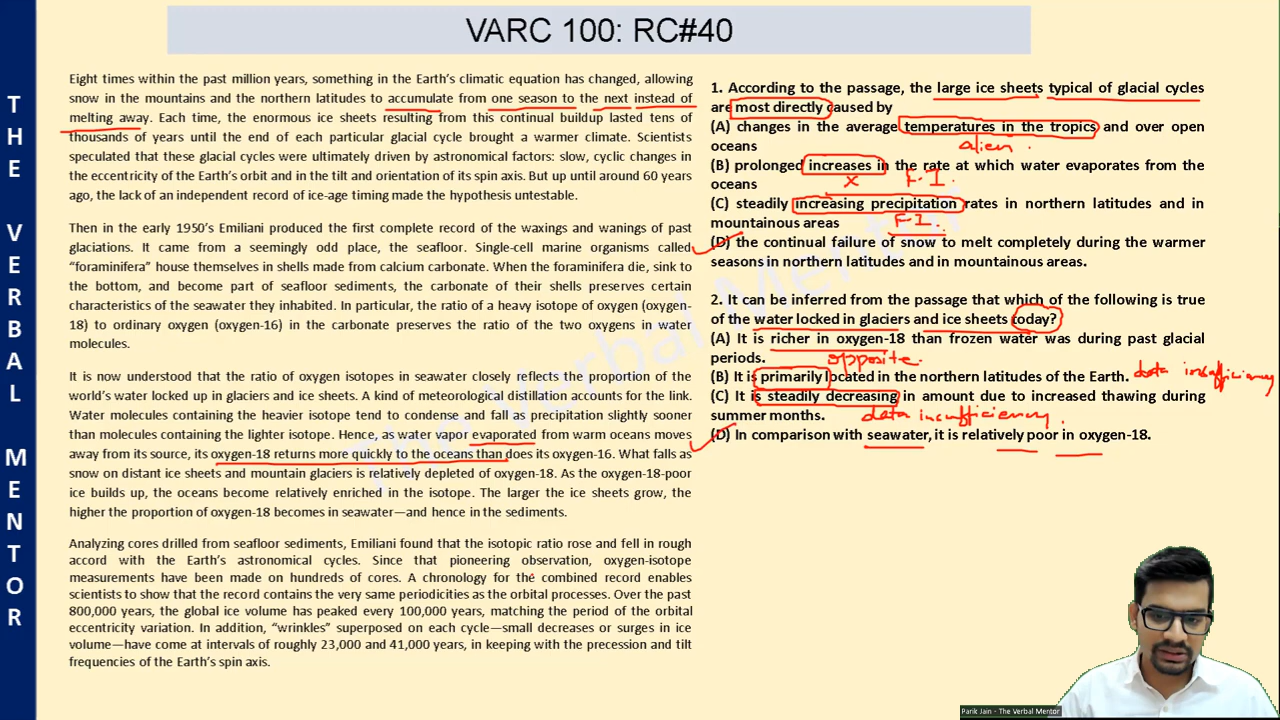 VARC 100: RC#40
THE VERBAL MENTOR
Eight times within the past million years, something in the Earth's climatic equation has changed, allowing
snow in the mountains and the northern latitudes to accumulate from one season to the next instead of
melting away. Each time, the enormous ice sheets resulting from this continual buildup lasted tens of
thousands of years until the end of each particular glacial cycle brought a warmer climate. Scientists
speculated that these glacial cycles were ultimately driven by astronomical factors: slow, cyclic changes in
the eccentricity of the Earth's orbit and in the tilt and orientation of its spin axis. But up until around 60 years
ago, the lack of an independent record of ice-age timing made the hypothesis untestable.
Then in the early 1950's Emiliani produced the first complete record of the waxings and wanings of past
glaciations. It came from a seemingly odd place, the seafloor. Single-cell marine organisms called
“foraminifera” house themselves in shells made from calcium carbonate. When the foraminifera die, sink to
the bottom, and become part of seafloor sediments, the carbonate of their shells preserves certain
characteristics of the seawater they inhabited. In particular, the ratio of a heavy isotope of oxygen (oxygen-
18) to ordinary oxygen (oxygen-16) in the carbonate preserves the ratio of the two oxygens in water
molecules.
It is now understood that the ratio of oxygen isotopes in seawater closely reflects the proportion of the
world's water locked up in glaciers and ice sheets. A kind of meteorological distillation accounts for the link.
Water molecules containing the heavier isotope tend to condense and fall as precipitation slightly sooner
than molecules containing the lighter isotope. Hence, as water vapor evaporated from warm oceans moves
away from its source, its oxygen-18 returns more quickly to the oceans than does its oxygen-16. What falls as
snow on distant ice sheets and mountain glaciers is relatively depleted of oxygen-18. As the oxygen-18-poor
ice builds up, the oceans become relatively enriched in the isotope. The larger the ice sheets grow, the
higher the proportion of oxygen-18 becomes in seawater—and hence in the sediments.
Analyzing cores drilled from seafloor sediments, Emiliani found that the isotopic ratio rose and fell in rough
accord with the Earth's astronomical cycles. Since that pioneering observation, oxygen-isotope
measurements have been made on hundreds of cores. A chronology for the combined record enables
scientists to show that the record contains the very same periodicities as the orbital processes. Over the past
800,000 years, the global ice volume has peaked every 100,000 years, matching the period of the orbital
eccentricity variation. In addition, “wrinkles” superposed on each cycle—small decreases or surges in ice
volume—have come at intervals of roughly 23,000 and 41,000 years, in keeping with the precession and tilt
frequencies of the Earth's spin axis.
1. According to the passage, the large ice sheets typical of glacial cycles
are most directly caused by
(A) changes in the average temperatures in the tropics and over open
oceans
alien.
(B) prolonged increases in the rate at which water evaporates from the
oceans
x F.I.
(C) steadily increasing precipitation rates in northern latitudes and in
mountainous areas
F.I.
(D) the continual failure of snow to melt completely during the warmer
seasons in northern latitudes and in mountainous areas.
2. It can be inferred from the passage that which of the following is true
of the water locked in glaciers and ice sheets today?
(A) It is richer in oxygen-18 than frozen water was during past glacial
periods.
opposite.
(B) It is primarily located in the northern latitudes of the Earth. data insufficiency
(C) It is steadily decreasing in amount due to increased thawing during
summer months.
data insufficiency.
(D) In comparison with seawater, it is relatively poor in oxygen-18.
The Verbal Mentor
Parik Jain - The Verbal Mentor